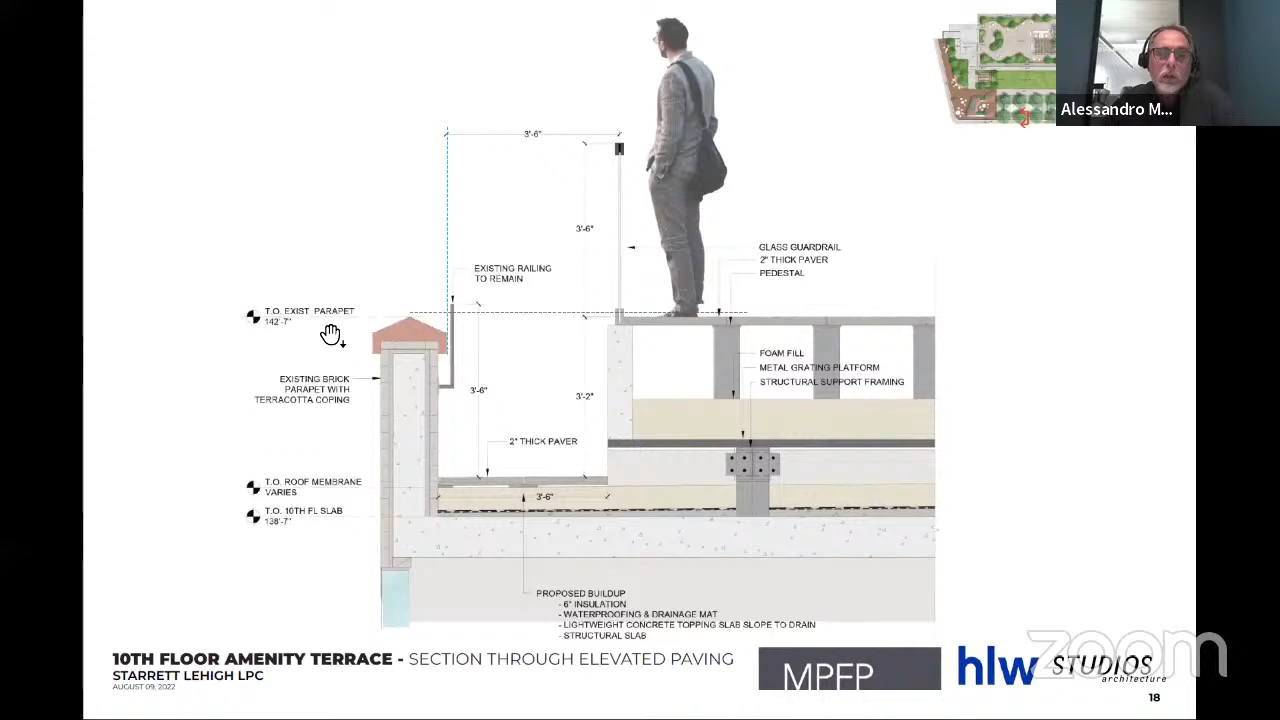 Alessandro M...
3'-6"
3'-6"
GLASS GUARDRAIL
2" THICK PAVER
PEDESTAL
EXISTING RAILING
TO REMAIN
T.O. EXIST. PARAPET
142'-7"
FOAM FILL
METAL GRATING PLATFORM
STRUCTURAL SUPPORT FRAMING
EXISTING BRICK
PARAPET WITH
TERRACOTTA COPING
3'-6"
3'-2"
2" THICK PAVER
T.O. ROOF MEMBRANE
VARIES
3'-6"
T.O. 10TH FL SLAB
138'-7"
PROPOSED BUILDUP
- 6" INSULATION
- WATERPROOFING & DRAINAGE MAT
- LIGHTWEIGHT CONCRETE TOPPING SLAB SLOPE TO DRAIN
- STRUCTURAL SLAB
10TH FLOOR AMENITY TERRACE - SECTION THROUGH ELEVATED PAVING
STARRETT LEHIGH LPC
AUGUST 09, 2022
MPFP
hlw
STUDIOS
architecture
zoom
18